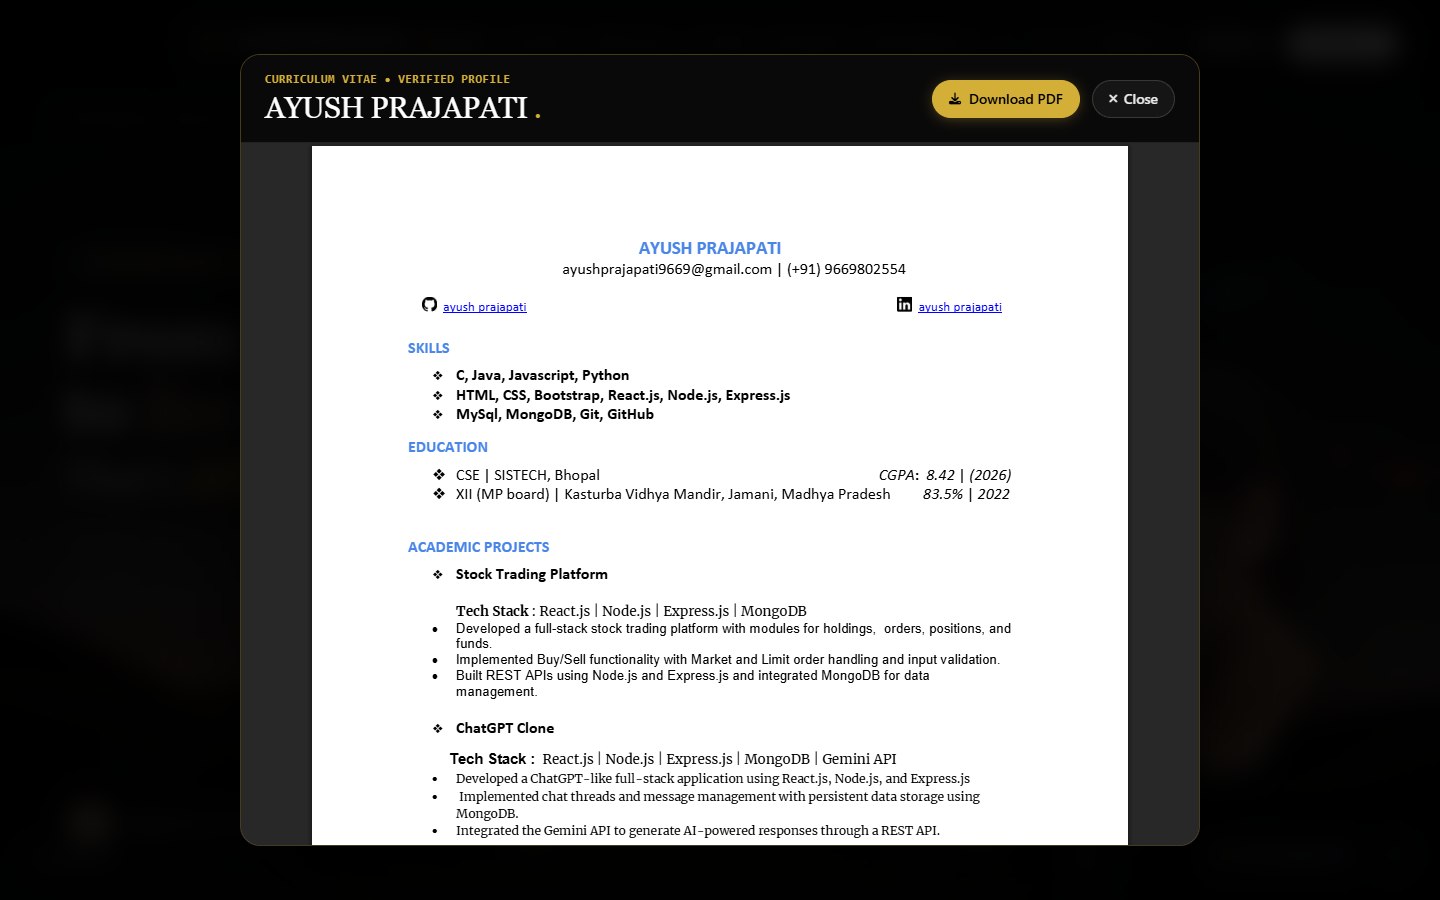 CURRICULUM VITAE • VERIFIED PROFILE
AYUSH PRAJAPATI .
Download PDF
✕ Close
AYUSH PRAJAPATI
ayushprajapati9669@gmail.com | (+91) 9669802554
ayush prajapati
ayush prajapati
SKILLS
❖ C, Java, Javascript, Python
❖ HTML, CSS, Bootstrap, React.js, Node.js, Express.js
❖ MySql, MongoDB, Git, GitHub
EDUCATION
❖ CSE | SISTECH, Bhopal CGPA: 8.42 | (2026)
❖ XII (MP board) | Kasturba Vidhya Mandir, Jamani, Madhya Pradesh 83.5% | 2022
ACADEMIC PROJECTS
❖ Stock Trading Platform
Tech Stack : React.js | Node.js | Express.js | MongoDB
• Developed a full-stack stock trading platform with modules for holdings, orders, positions, and
funds.
• Implemented Buy/Sell functionality with Market and Limit order handling and input validation.
• Built REST APIs using Node.js and Express.js and integrated MongoDB for data
management.
❖ ChatGPT Clone
Tech Stack : React.js | Node.js | Express.js | MongoDB | Gemini API
• Developed a ChatGPT-like full-stack application using React.js, Node.js, and Express.js
• Implemented chat threads and message management with persistent data storage using
MongoDB.
• Integrated the Gemini API to generate AI-powered responses through a REST API.